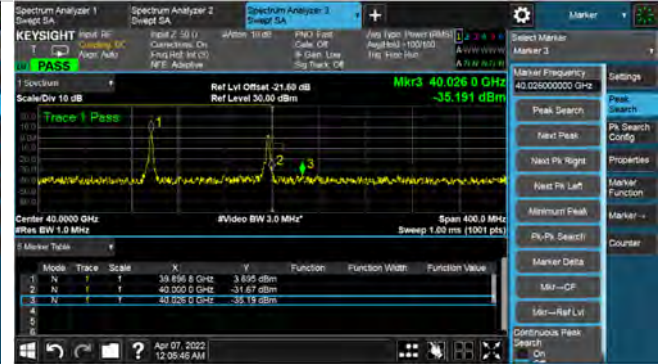 Spectrum Analyzer 1
Swept SA
Spectrum Analyzer 2
Swept SA
Spectrum Analyzer 3
Swept SA
+
Marker
KEYSIGHT Input: RF
Coupling: DC
Align: Auto
Input Z: 50 Ω
Corrections: On
Freq Ref: Int (S)
NFE: Adaptive
#Atten: 10 dB
PNO: Fast
Gate: Off
IF Gain: Low
Sig Track: Off
Avg Type: Power (RMS)
Avg|Hold: >100/100
Trig: Free Run
PASS
Select Marker
Marker 3
Marker Frequency
40.026000000 GHz
Settings
Peak Search
Peak Search
Next Peak
Pk Search Config
Next Pk Right
Properties
Next Pk Left
Marker Function
Minimum Peak
Marker→
Pk-Pk Search
Counter
Marker Delta
Mkr→CF
Mkr→Ref Lvl
Continuous Peak Search
On
Off
1 Spectrum
Scale/Div 10 dB
Ref Lvl Offset -21.60 dB
Ref Level 30.00 dBm
Mkr3 40.026 0 GHz
-35.191 dBm
Trace 1 Pass
1
2
3
Center 40.0000 GHz
#Res BW 1.0 MHz
#Video BW 3.0 MHz*
Span 400.0 MHz
Sweep 1.00 ms (1001 pts)
5 Marker Table
Mode Trace Scale X Y Function Function Width Function Value
1 N 1 f 39.896 8 GHz 3.695 dBm
2 N 1 f 40.000 0 GHz -31.67 dBm
3 N 1 f 40.026 0 GHz -35.19 dBm
4
5
6
?
Apr 07, 2022
12:05:46 AM